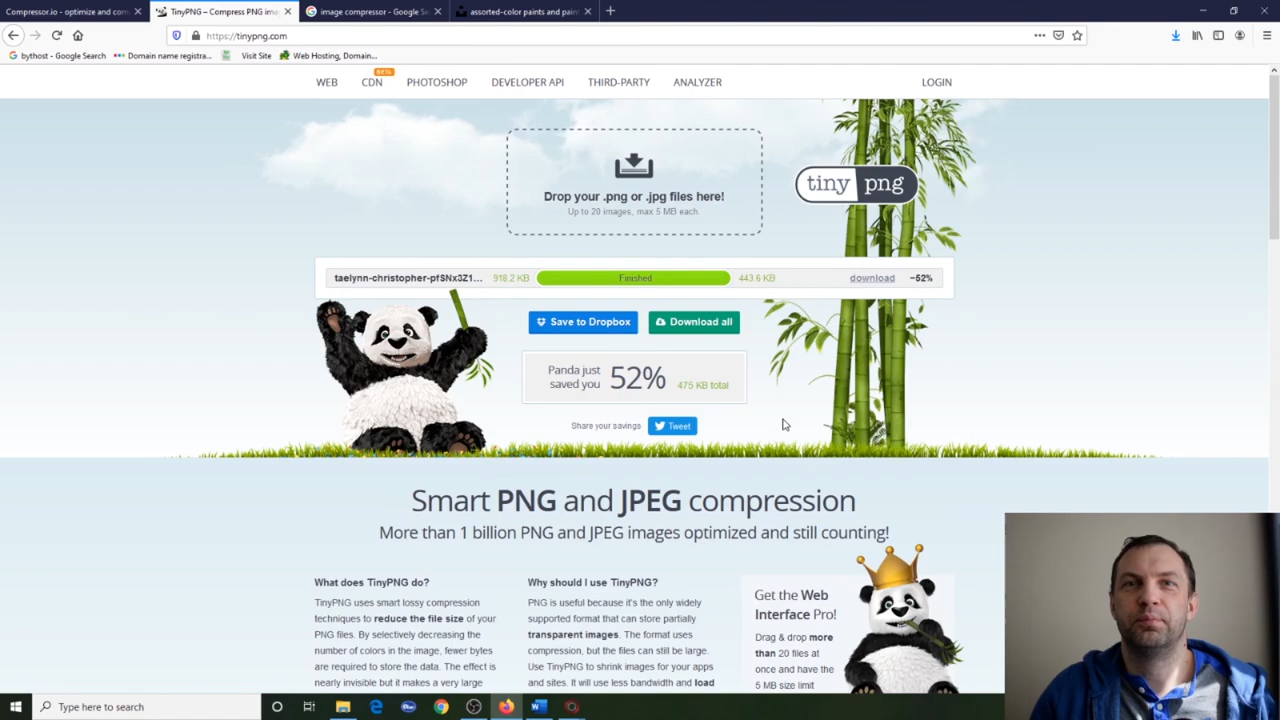 Compressor.io - optimize and com
TinyPNG – Compress PNG ima
image compressor - Google Se
assorted-color paints and pain
https://tinypng.com
bythost - Google Search
Domain name registra...
Visit Site
Web Hosting, Domain...
WEB
CDN
BETA
PHOTOSHOP
DEVELOPER API
THIRD-PARTY
ANALYZER
LOGIN
Drop your .png or .jpg files here!
Up to 20 images, max 5 MB each.
tiny png
taelynn-christopher-pfSNx3Z1... 918.2 KB Finished 443.6 KB download -52%
Save to Dropbox
Download all
Panda just
saved you
52%
475 KB total
Share your savings
Tweet
Smart PNG and JPEG compression
More than 1 billion PNG and JPEG images optimized and still counting!
What does TinyPNG do?
TinyPNG uses smart lossy compression
techniques to reduce the file size of your
PNG files. By selectively decreasing the
number of colors in the image, fewer bytes
are required to store the data. The effect is
nearly invisible but it makes a very large
Why should I use TinyPNG?
PNG is useful because it's the only widely
supported format that can store partially
transparent images. The format uses
compression, but the files can still be large.
Use TinyPNG to shrink images for your apps
and sites. It will use less bandwidth and load
Get the Web
Interface Pro!
Drag & drop more
than 20 files at
once and have the
5 MB size limit
Type here to search